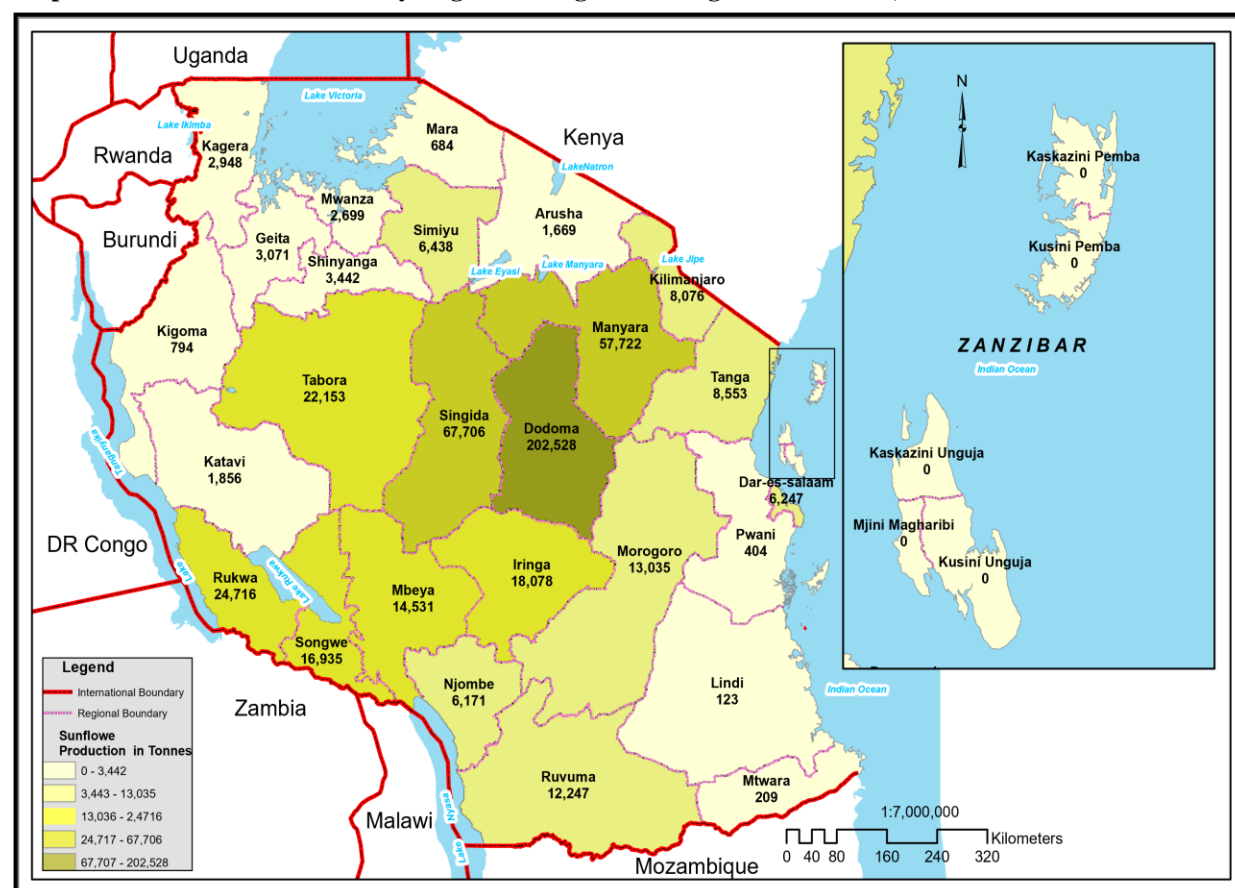 Uganda
Lake Victoria
Lake Ikimba
Kagera
2,948
Mara
684
Kenya
LakeNatron
Rwanda
Mwanza
2,699
Simiyu
6,438
Arusha
1,669
Burundi
Geita
3,071
Shinyanga
3,442
Lake Eyasi
Lake Manyara
Lake Jipe
Kilimanjaro
8,076
Kigoma
794
Manyara
57,722
Tabora
22,153
Singida
67,706
Dodoma
202,528
Tanga
8,553
Katavi
1,856
Tanganyika
Lake
Dar-es-salaam
6,247
Pwani
404
DR Congo
Rukwa
24,716
Lake Rukwa
Mbeya
14,531
Iringa
18,078
Morogoro
13,035
Songwe
16,935
Njombe
6,171
Lindi
123
Indian Ocean
Zambia
Ruvuma
12,247
Mtwara
209
Malawi
Nyasa
Lake
Mozambique
N
Kaskazini Pemba
0
Kusini Pemba
0
ZANZIBAR
Indian Ocean
Kaskazini Unguja
0
Mjini Magharibi
0
Kusini Unguja
0
Legend
International Boundary
Regional Boundary
Sunflowe
Production in Tonnes
0 - 3,442
3,443 - 13,035
13,036 - 2,4716
24,717 - 67,706
67,707 - 202,528
1:7,000,000
Kilometers
0 40 80 160 240 320